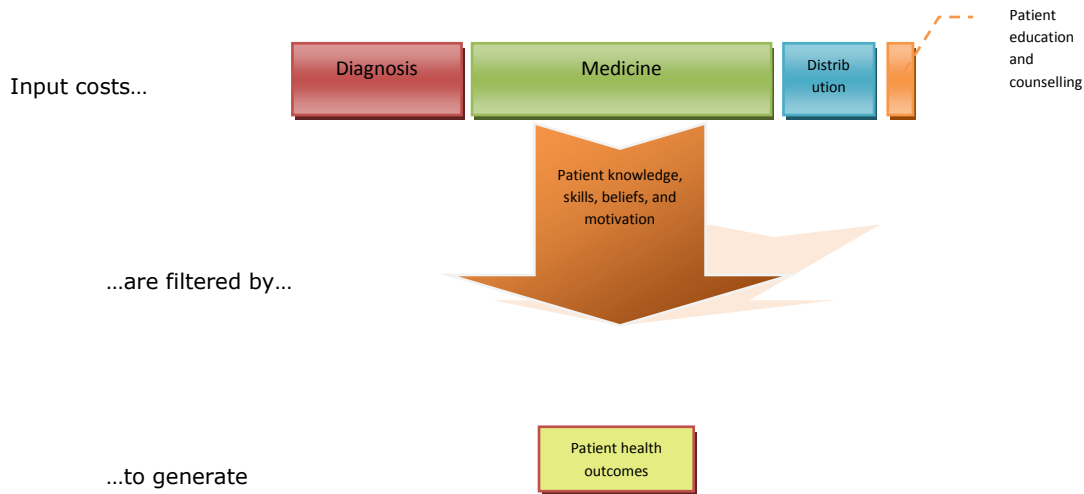 Patient
education
and
counselling
Input costs…
Diagnosis
Medicine
Distrib
ution
Patient knowledge,
skills, beliefs, and
motivation
…are filtered by…
Patient health
outcomes
…to generate